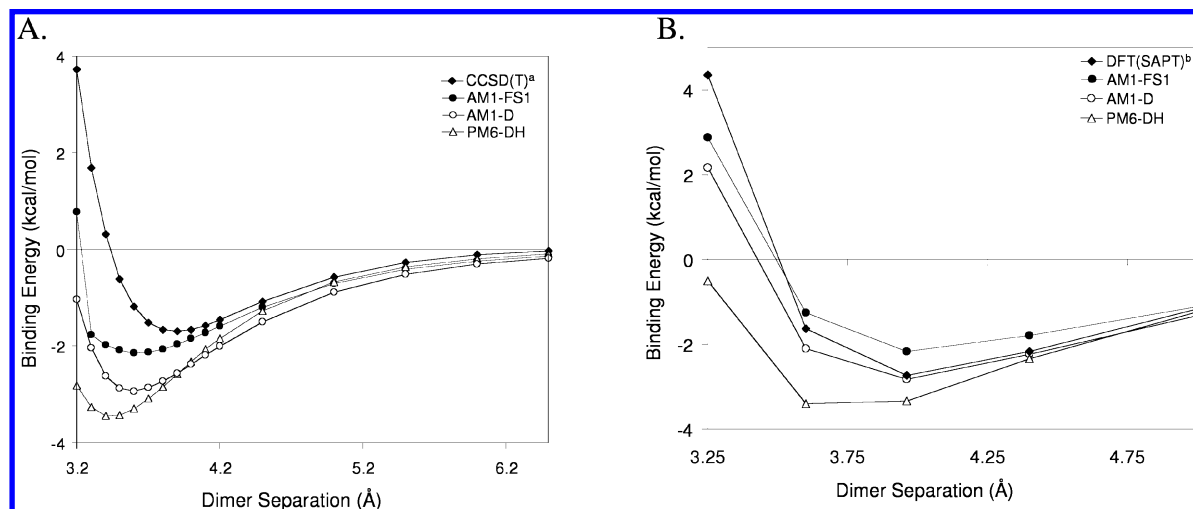 A.
4
2
0
-2
-4
Binding Energy (kcal/mol)
3.2
4.2
5.2
6.2
Dimer Separation (Å)
CCSD(T)ᵃ
AM1-FS1
AM1-D
PM6-DH
B.
4
2
0
-2
-4
Binding Energy (kcal/mol)
3.25
3.75
4.25
4.75
Dimer Separation (Å)
DFT(SAPT)ᵇ
AM1-FS1
AM1-D
PM6-DH